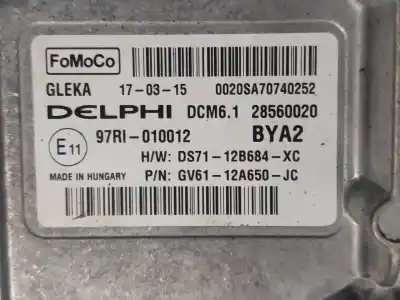 FoMoCo
GLEKA 17-03-15 0020SA70740252
DELPHI DCM6.1 28560020
E11 97RI-010012 BYA2
H/W: DS71-12B684-XC
MADE IN HUNGARY P/N: GV61-12A650-JC